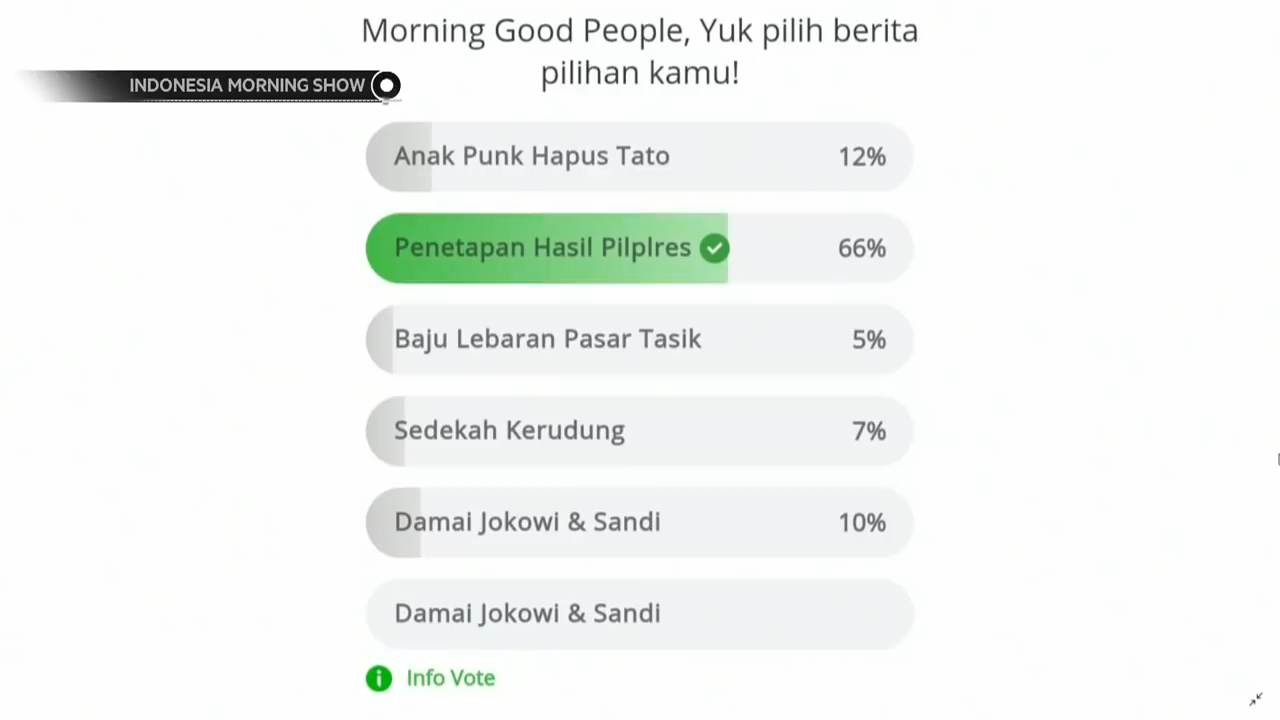 Morning Good People, Yuk pilih berita
pilihan kamu!
INDONESIA MORNING SHOW
Anak Punk Hapus Tato 12%
Penetapan Hasil Pilplres 66%
Baju Lebaran Pasar Tasik 5%
Sedekah Kerudung 7%
Damai Jokowi & Sandi 10%
Damai Jokowi & Sandi
Info Vote